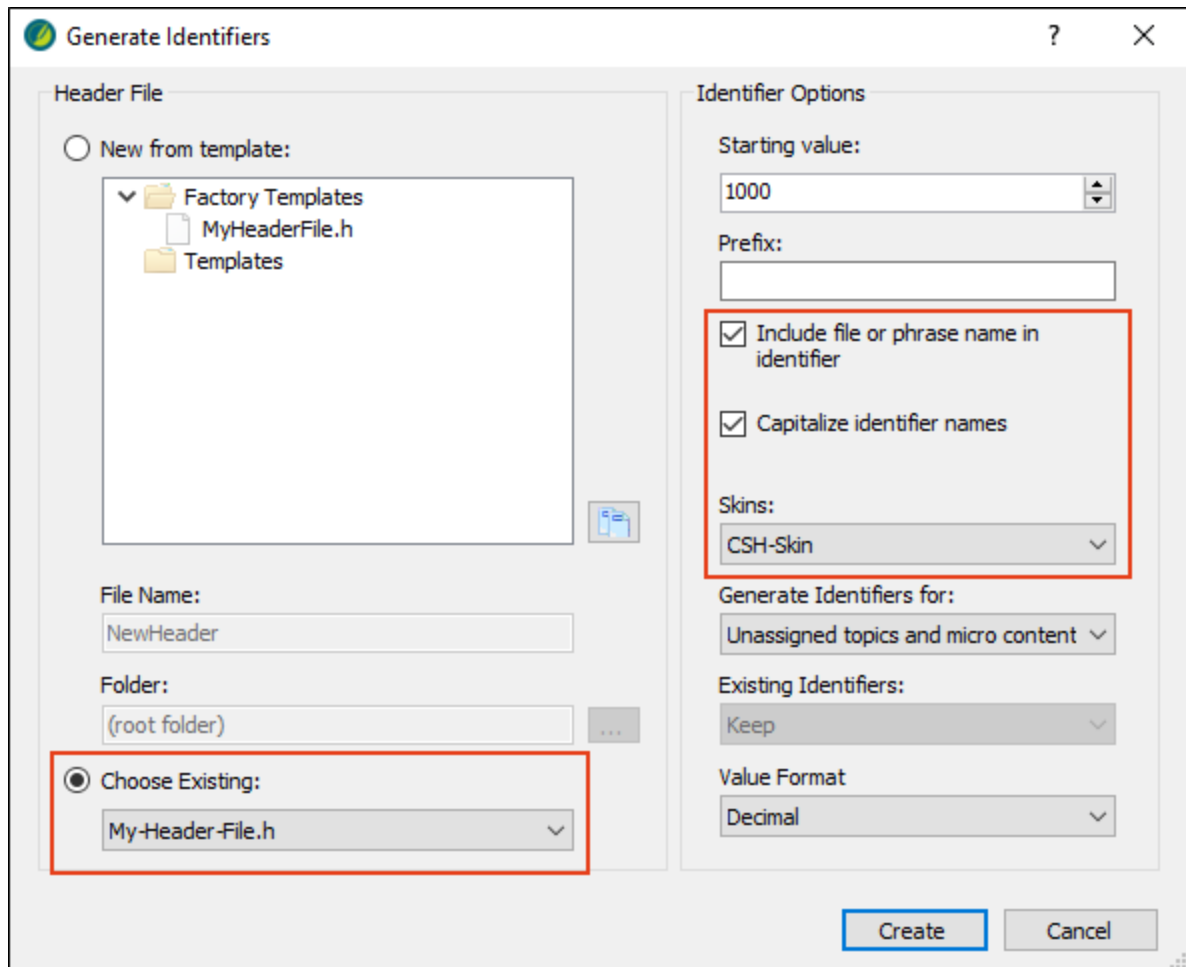 Generate Identifiers
?
Header File
New from template:
Factory Templates
MyHeaderFile.h
Templates
File Name:
NewHeader
Folder:
(root folder)
...
Choose Existing:
My-Header-File.h
Identifier Options
Starting value:
1000
Prefix:
Include file or phrase name in
identifier
Capitalize identifier names
Skins:
CSH-Skin
Generate Identifiers for:
Unassigned topics and micro content
Existing Identifiers:
Keep
Value Format
Decimal
Create
Cancel